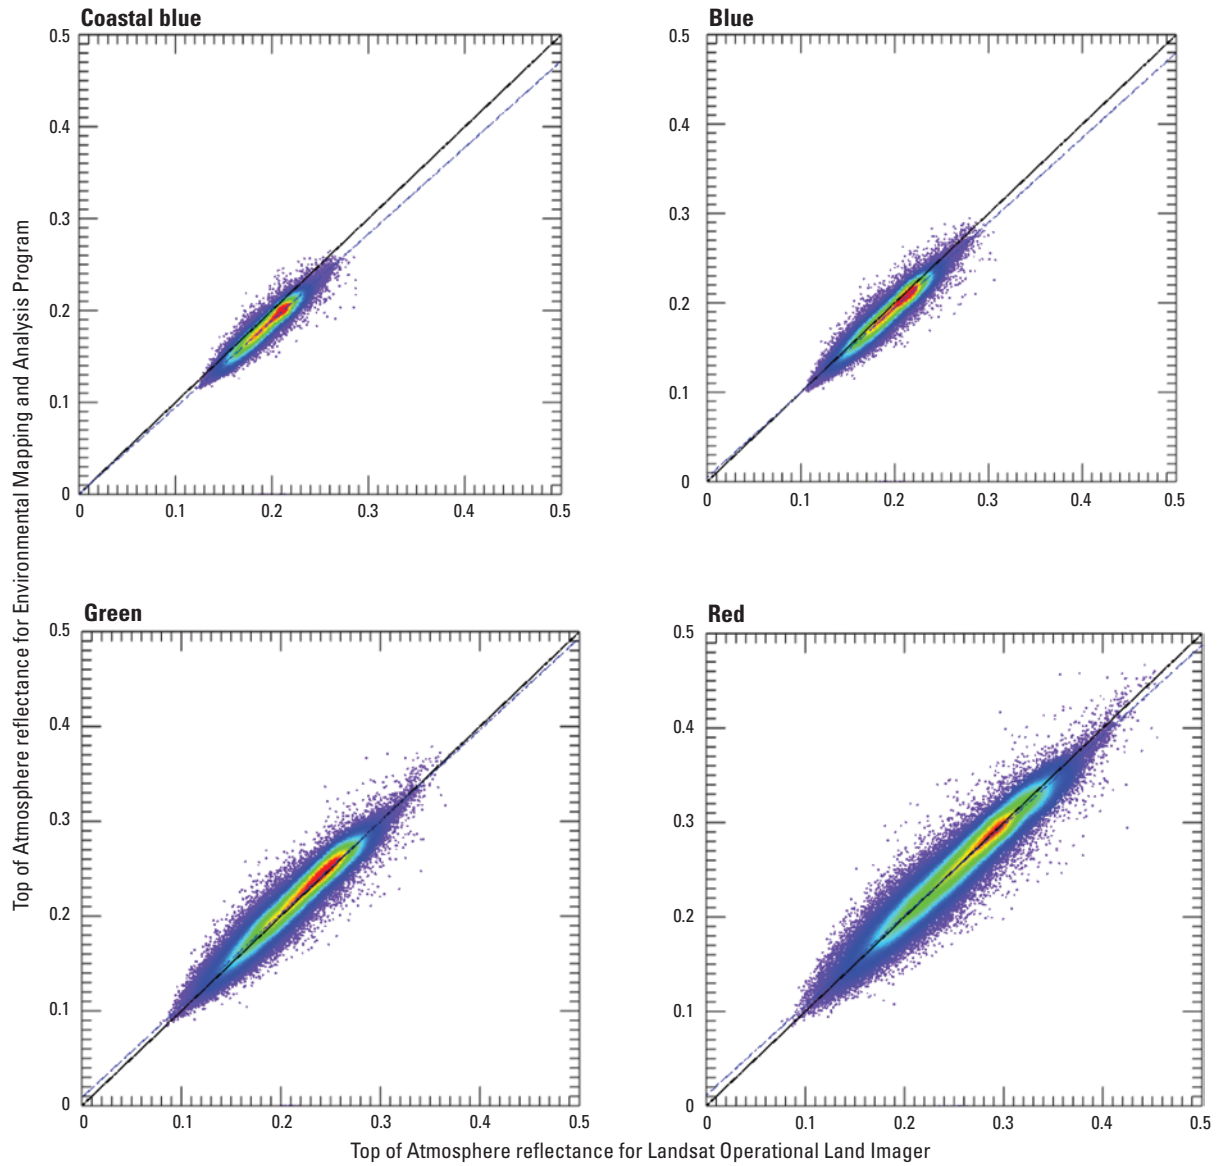 Coastal blue
0.5
0.4
0.3
0.2
0.1
0
0 0.1 0.2 0.3 0.4 0.5
Blue
0.5
0.4
0.3
0.2
0.1
0
0 0.1 0.2 0.3 0.4 0.5
Top of Atmosphere reflectance for Environmental Mapping and Analysis Program
Green
0.5
0.4
0.3
0.2
0.1
0
0 0.1 0.2 0.3 0.4 0.5
Red
0.5
0.4
0.3
0.2
0.1
0
0 0.1 0.2 0.3 0.4 0.5
Top of Atmosphere reflectance for Landsat Operational Land Imager